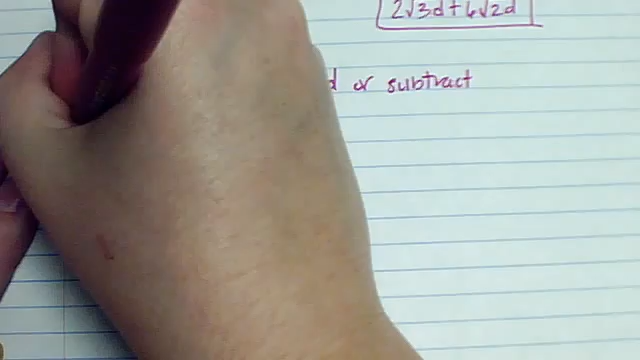 2√3d + 6√2d
or subtract